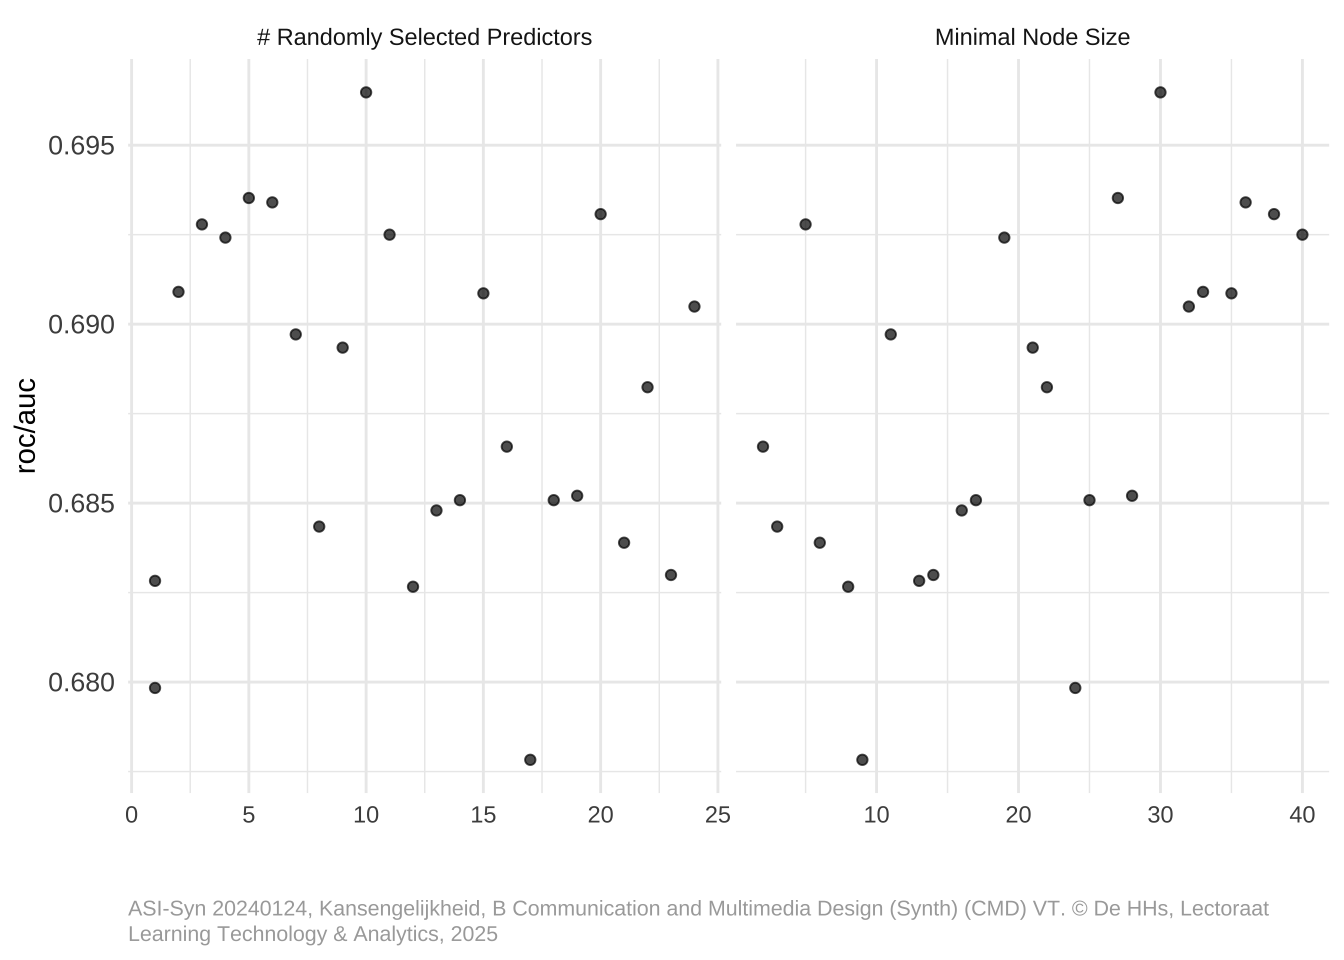 # Randomly Selected Predictors
Minimal Node Size
roc/auc
0.695
0.690
0.685
0.680
0 5 10 15 20 25
10 20 30 40
ASI-Syn 20240124, Kansengelijkheid, B Communication and Multimedia Design (Synth) (CMD) VT. © De HHs, Lectoraat
Learning Technology & Analytics, 2025